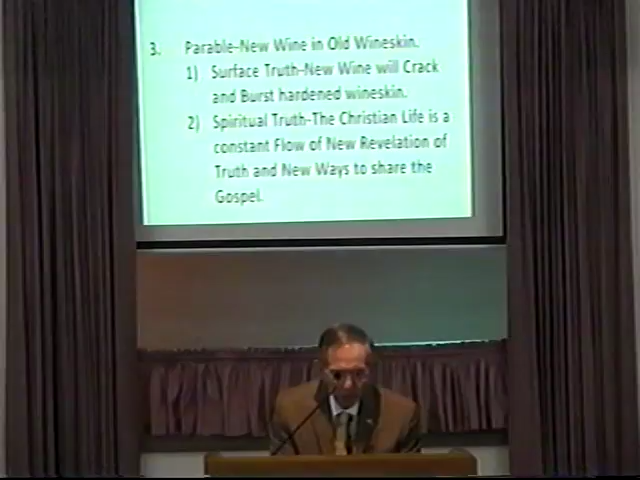 3. Parable-New Wine in Old Wineskin.
1) Surface Truth-New Wine will Crack
and Burst hardened wineskin.
2) Spiritual Truth-The Christian Life is a
constant Flow of New Revelation of
Truth and New Ways to share the
Gospel.